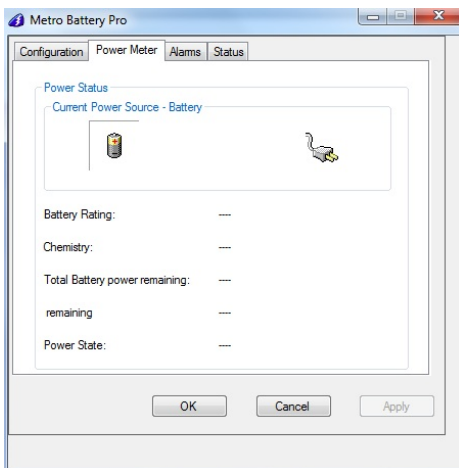 Metro Battery Pro
Configuration Power Meter Alarms Status
Power Status
Current Power Source - Battery
Battery Rating: ----
Chemistry: ----
Total Battery power remaining: ----
remaining ----
Power State: ----
OK Cancel Apply